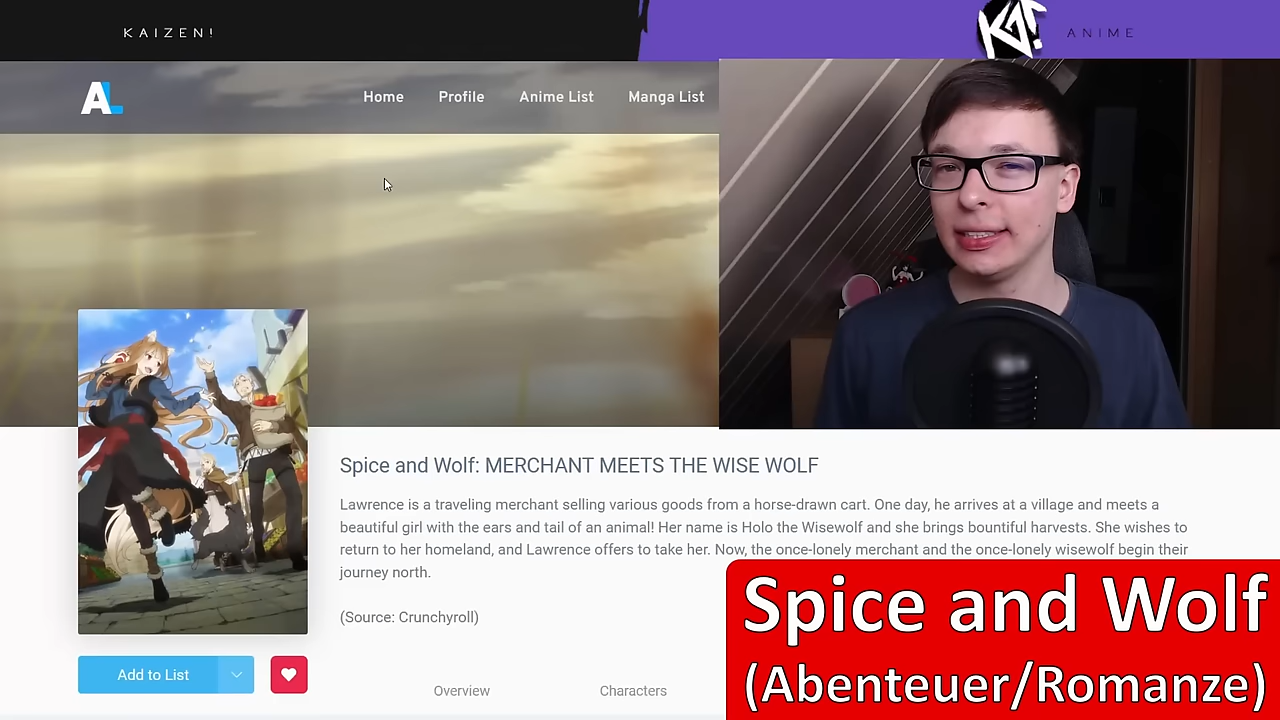 KAIZEN!
KAI!
ANIME
AL
Home Profile Anime List Manga List
Spice and Wolf: MERCHANT MEETS THE WISE WOLF
Lawrence is a traveling merchant selling various goods from a horse-drawn cart. One day, he arrives at a village and meets a
beautiful girl with the ears and tail of an animal! Her name is Holo the Wisewolf and she brings bountiful harvests. She wishes to
return to her homeland, and Lawrence offers to take her. Now, the once-lonely merchant and the once-lonely wisewolf begin their
journey north.
(Source: Crunchyroll)
Add to List
Overview Characters
Spice and Wolf
(Abenteuer/Romanze)